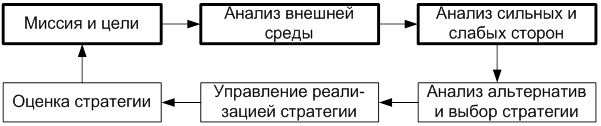 Миссия и цели
Анализ внешней
среды
Анализ сильных и
слабых сторон
Оценка стратегии
Управление реали-
зацией стратегии
Анализ альтернатив
и выбор стратегии